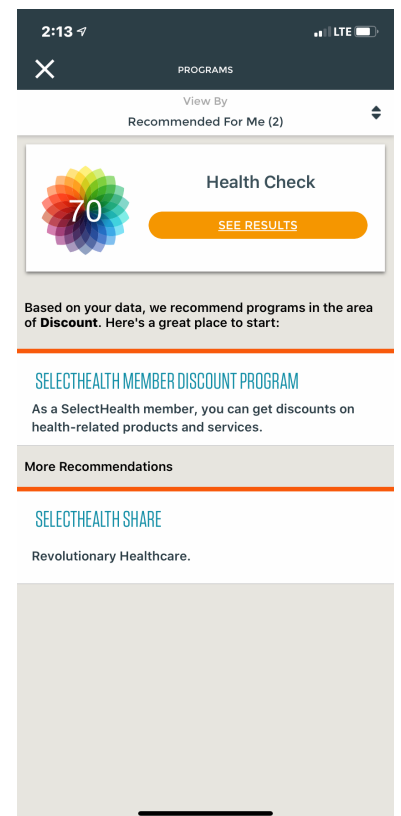 2:13
LTE
PROGRAMS
View By
Recommended For Me (2)
70
Health Check
SEE RESULTS
Based on your data, we recommend programs in the area
of Discount. Here's a great place to start:
SELECTHEALTH MEMBER DISCOUNT PROGRAM
As a SelectHealth member, you can get discounts on
health-related products and services.
More Recommendations
SELECTHEALTH SHARE
Revolutionary Healthcare.